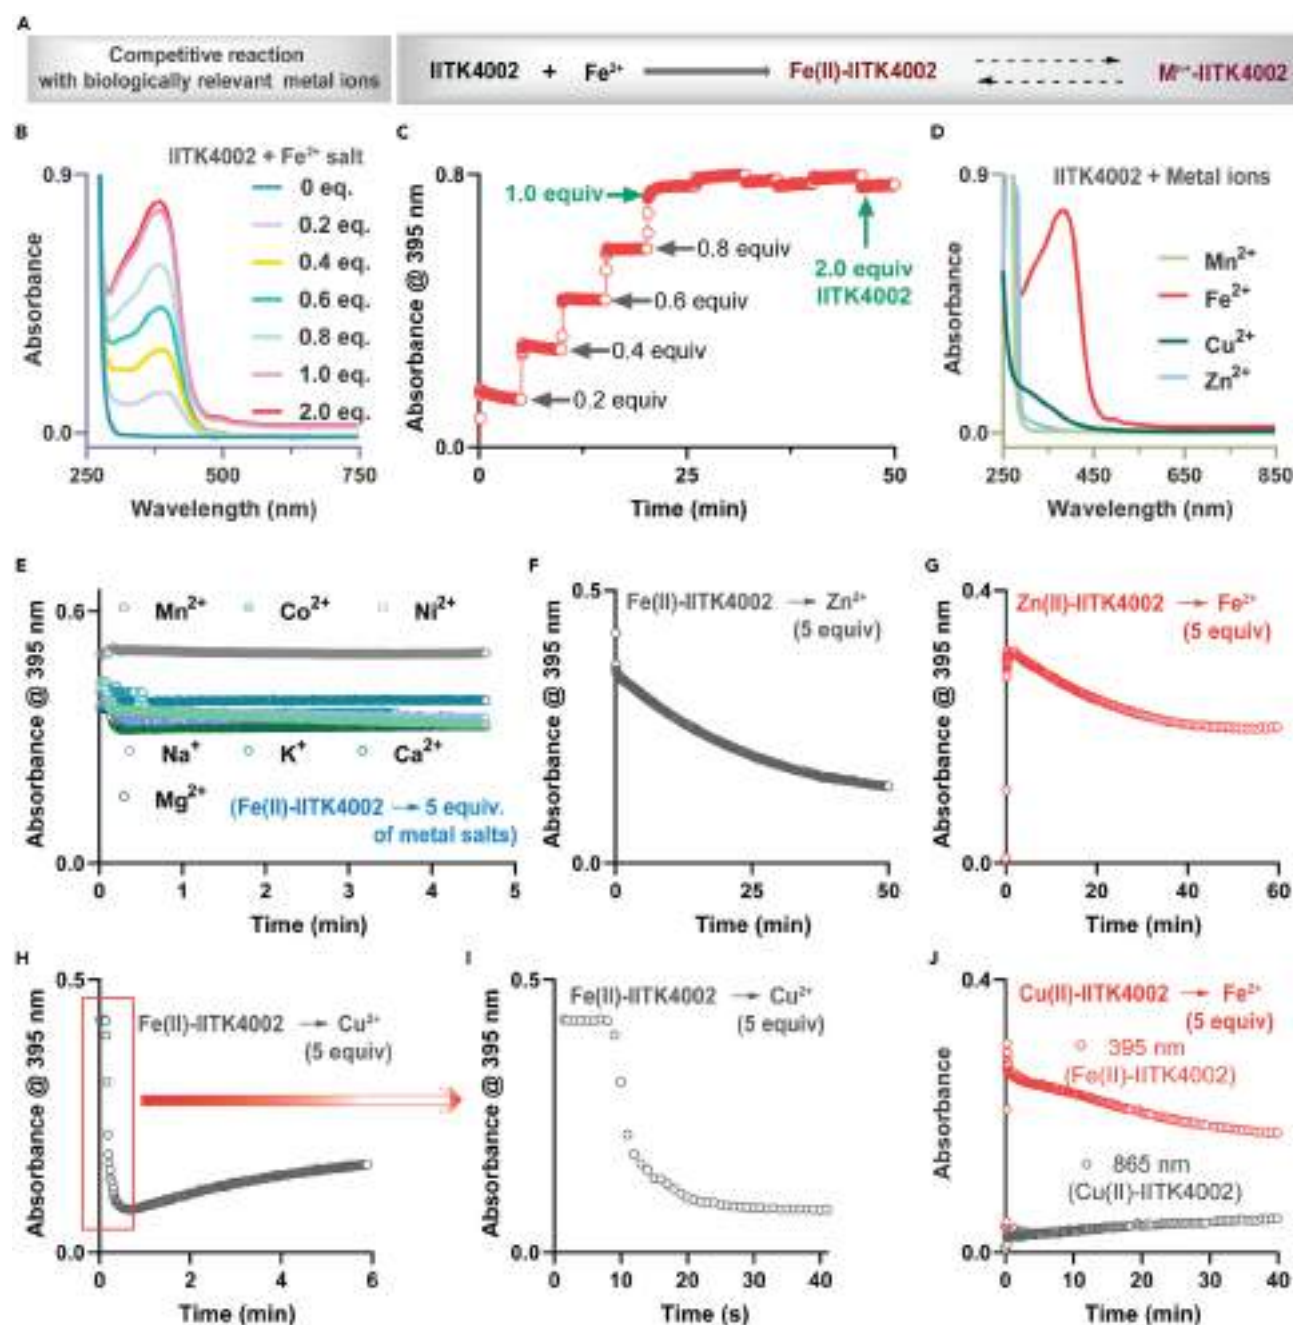 A
Competitive reaction
with biologically relevant metal ions
IITK4002 + Fe²⁺ Fe(II)-IITK4002 Mⁿ⁺-IITK4002
B
IITK4002 + Fe²⁺ salt
0 eq.
0.2 eq.
0.4 eq.
0.6 eq.
0.8 eq.
1.0 eq.
2.0 eq.
0.9
0.0
Absorbance
250 500 750
Wavelength (nm)
C
0.8
0.0
Absorbance @ 395 nm
1.0 equiv
0.8 equiv
0.6 equiv
0.4 equiv
0.2 equiv
2.0 equiv
IITK4002
0 25 50
Time (min)
D
IITK4002 + Metal ions
Mn²⁺
Fe²⁺
Cu²⁺
Zn²⁺
0.9
0.0
Absorbance
250 450 650 850
Wavelength (nm)
E
0.6
0.0
Absorbance @ 395 nm
Mn²⁺ Co²⁺ Ni²⁺
Na⁺ K⁺ Ca²⁺
Mg²⁺
(Fe(II)-IITK4002 → 5 equiv.
of metal salts)
0 1 2 3 4 5
Time (min)
F
0.5
0.0
Absorbance @ 395 nm
Fe(II)-IITK4002 → Zn²⁺
(5 equiv)
0 25 50
Time (min)
G
0.4
0.0
Absorbance @ 395 nm
Zn(II)-IITK4002 → Fe²⁺
(5 equiv)
0 20 40 60
Time (min)
H
0.5
0.0
Absorbance @ 395 nm
Fe(II)-IITK4002 → Cu²⁺
(5 equiv)
0 2 4 6
Time (min)
I
0.5
0.0
Absorbance @ 395 nm
Fe(II)-IITK4002 → Cu²⁺
(5 equiv)
0 10 20 30 40
Time (s)
J
0.4
0.0
Absorbance
Cu(II)-IITK4002 → Fe²⁺
(5 equiv)
395 nm
(Fe(II)-IITK4002)
865 nm
(Cu(II)-IITK4002)
0 10 20 30 40
Time (min)